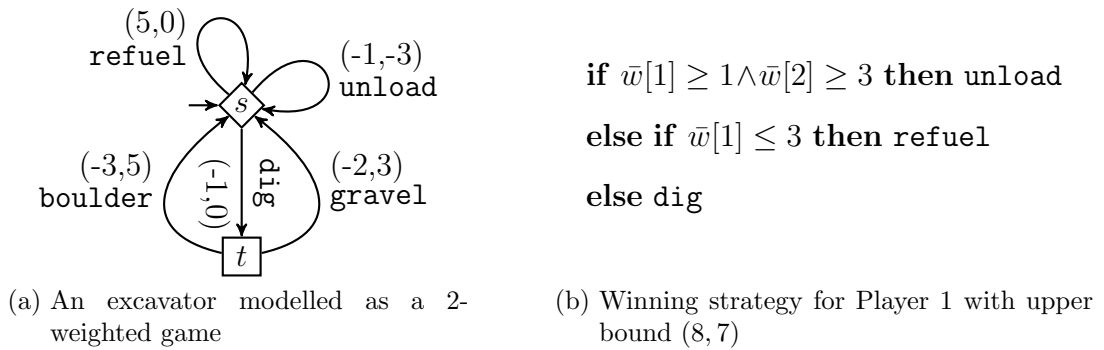 (5,0)
refuel
(-1,-3)
unload
s
(-3,5)
boulder
(-1,0)
dig
(-2,3)
gravel
t
if w̄[1] ≥ 1∧w̄[2] ≥ 3 then unload
else if w̄[1] ≤ 3 then refuel
else dig
(a) An excavator modelled as a 2-
weighted game
(b) Winning strategy for Player 1 with upper
bound (8, 7)